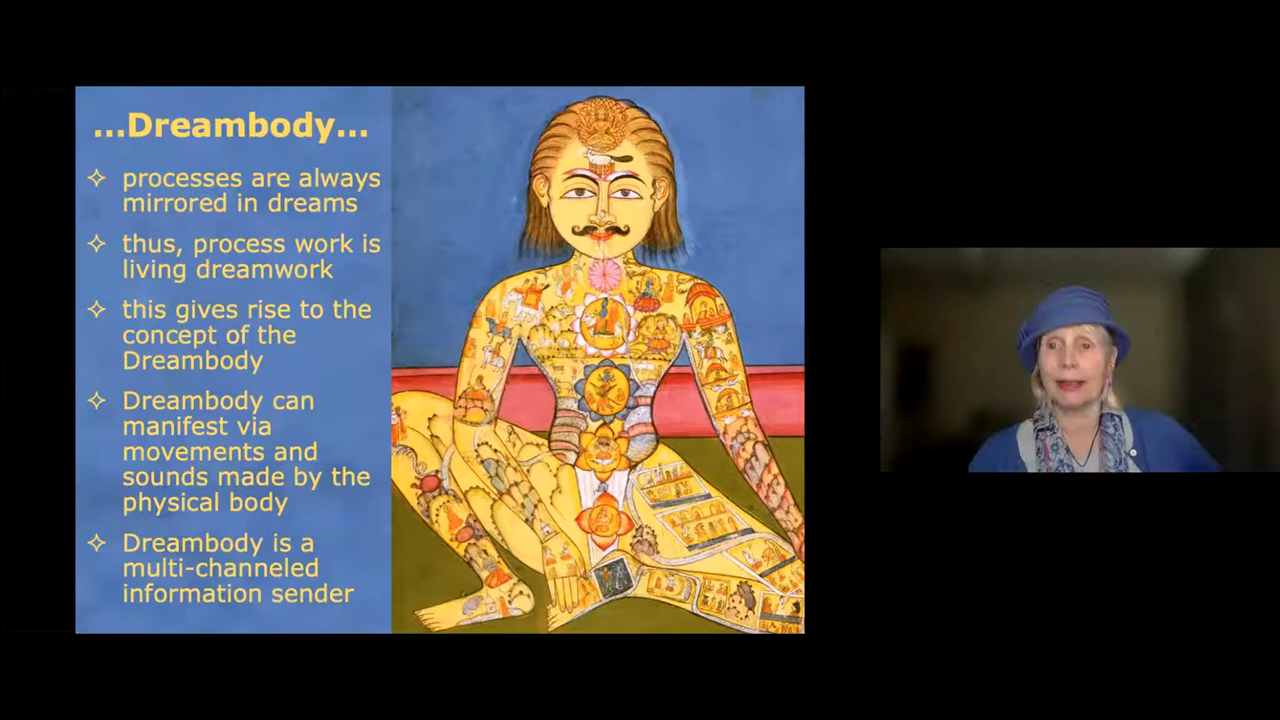 ...Dreambody...
processes are always
mirrored in dreams
thus, process work is
living dreamwork
this gives rise to the
concept of the
Dreambody
Dreambody can
manifest via
movements and
sounds made by the
physical body
Dreambody is a
multi-channeled
information sender